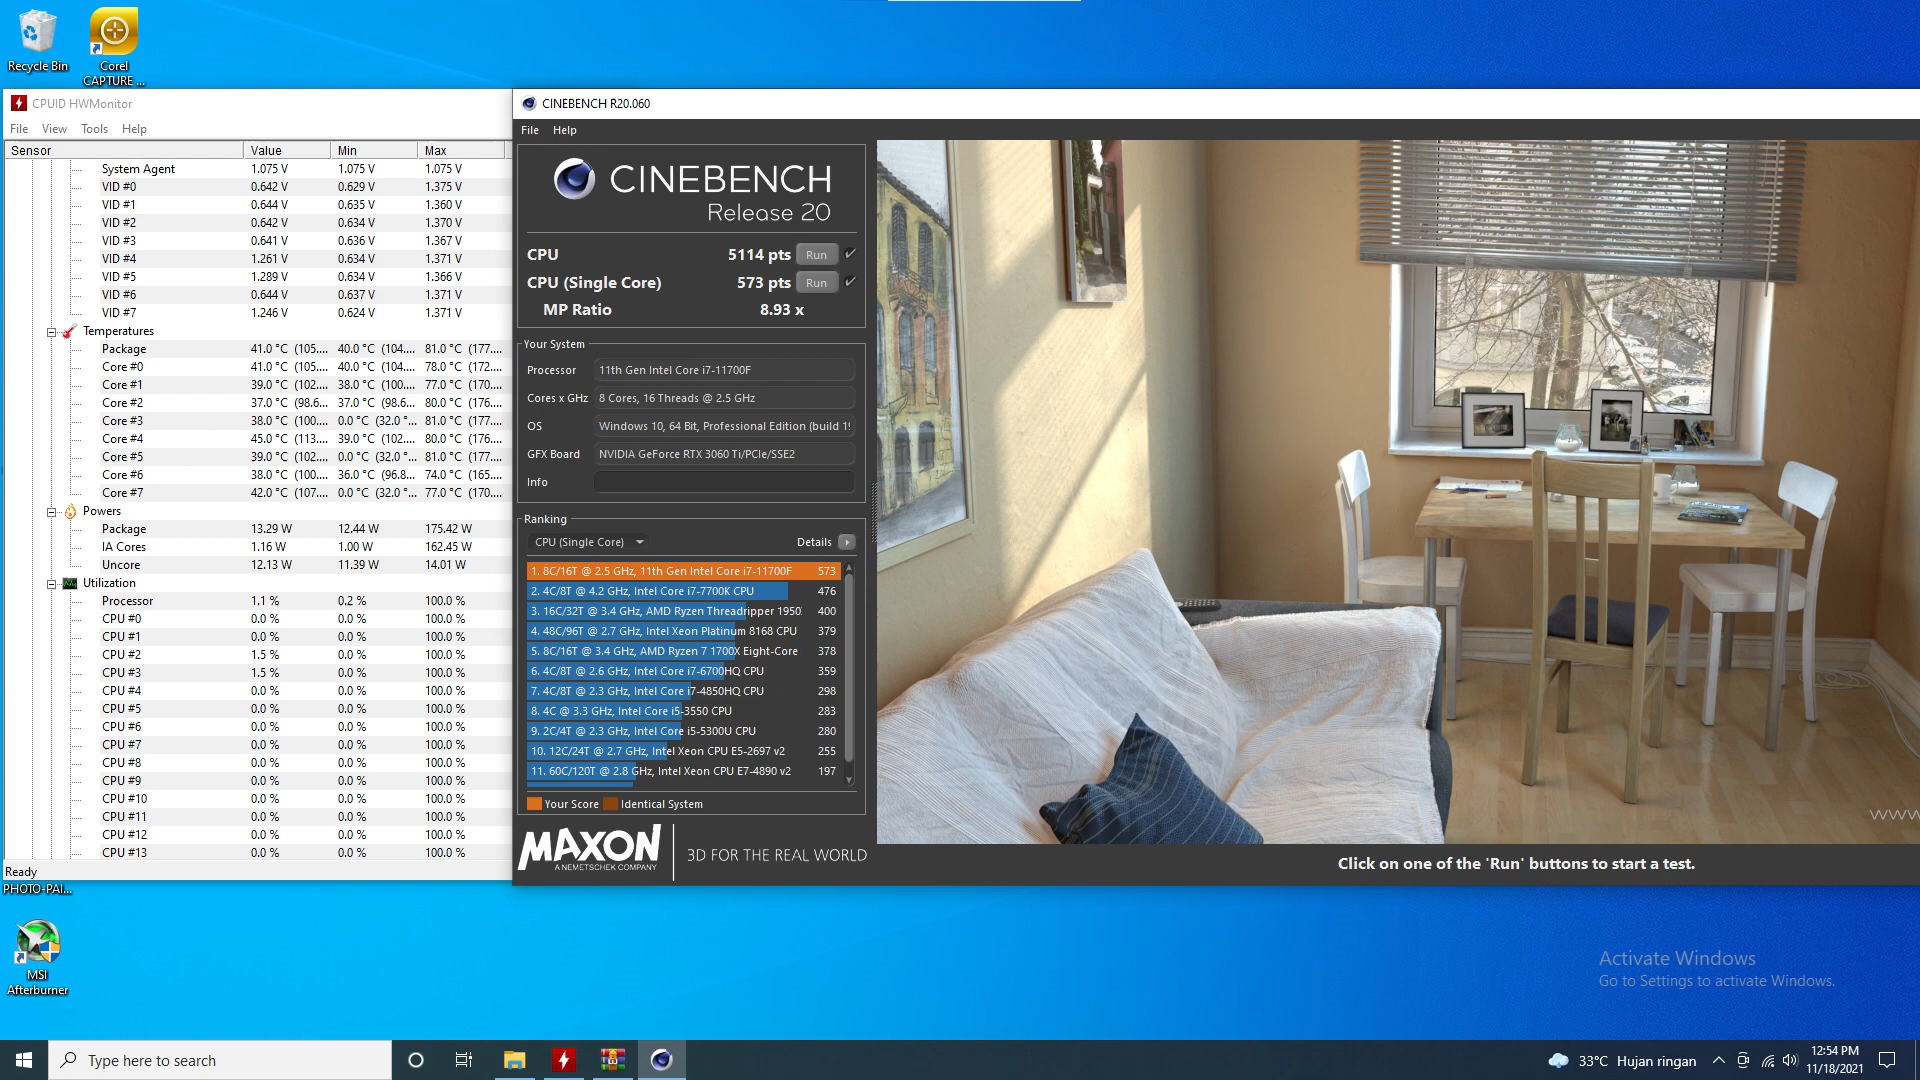 Recycle Bin
Corel
CAPTURE ...
CPUID HWMonitor
File View Tools Help
Sensor Value Min Max
System Agent 1.075 V 1.075 V 1.075 V
VID #0 0.642 V 0.629 V 1.375 V
VID #1 0.644 V 0.635 V 1.360 V
VID #2 0.642 V 0.634 V 1.370 V
VID #3 0.641 V 0.636 V 1.367 V
VID #4 1.261 V 0.634 V 1.371 V
VID #5 1.289 V 0.634 V 1.366 V
VID #6 0.644 V 0.637 V 1.371 V
VID #7 1.246 V 0.624 V 1.371 V
Temperatures
Package 41.0 °C (105.... 40.0 °C (104.... 81.0 °C (177....
Core #0 41.0 °C (105.... 40.0 °C (104.... 78.0 °C (172....
Core #1 39.0 °C (102.... 38.0 °C (100.... 77.0 °C (170....
Core #2 37.0 °C (98.6... 37.0 °C (98.6... 80.0 °C (176....
Core #3 38.0 °C (100.... 0.0 °C (32.0 °... 81.0 °C (177....
Core #4 45.0 °C (113.... 39.0 °C (102.... 80.0 °C (176....
Core #5 39.0 °C (102.... 0.0 °C (32.0 °... 81.0 °C (177....
Core #6 38.0 °C (100.... 36.0 °C (96.8... 74.0 °C (165....
Core #7 42.0 °C (107.... 0.0 °C (32.0 °... 77.0 °C (170....
Powers
Package 13.29 W 12.44 W 175.42 W
IA Cores 1.16 W 1.00 W 162.45 W
Uncore 12.13 W 11.39 W 14.01 W
Utilization
Processor 1.1 % 0.2 % 100.0 %
CPU #0 0.0 % 0.0 % 100.0 %
CPU #1 0.0 % 0.0 % 100.0 %
CPU #2 1.5 % 0.0 % 100.0 %
CPU #3 1.5 % 0.0 % 100.0 %
CPU #4 0.0 % 0.0 % 100.0 %
CPU #5 0.0 % 0.0 % 100.0 %
CPU #6 0.0 % 0.0 % 100.0 %
CPU #7 0.0 % 0.0 % 100.0 %
CPU #8 0.0 % 0.0 % 100.0 %
CPU #9 0.0 % 0.0 % 100.0 %
CPU #10 0.0 % 0.0 % 100.0 %
CPU #11 0.0 % 0.0 % 100.0 %
CPU #12 0.0 % 0.0 % 100.0 %
CPU #13 0.0 % 0.0 % 100.0 %
Ready
PHOTO-PAI...
MSI
Afterburner
CINEBENCH R20.060
File Help
CINEBENCH
Release 20
CPU 5114 pts Run
CPU (Single Core) 573 pts Run
MP Ratio 8.93 x
Your System
Processor 11th Gen Intel Core i7-11700F
Cores x GHz 8 Cores, 16 Threads @ 2.5 GHz
OS Windows 10, 64 Bit, Professional Edition (build 19
GFX Board NVIDIA GeForce RTX 3060 Ti/PCIe/SSE2
Info
Ranking
CPU (Single Core) Details
1. 8C/16T @ 2.5 GHz, 11th Gen Intel Core i7-11700F 573
2. 4C/8T @ 4.2 GHz, Intel Core i7-7700K CPU 476
3. 16C/32T @ 3.4 GHz, AMD Ryzen Threadripper 1950 400
4. 48C/96T @ 2.7 GHz, Intel Xeon Platinum 8168 CPU 379
5. 8C/16T @ 3.4 GHz, AMD Ryzen 7 1700X Eight-Core 378
6. 4C/8T @ 2.6 GHz, Intel Core i7-6700HQ CPU 359
7. 4C/8T @ 2.3 GHz, Intel Core i7-4850HQ CPU 298
8. 4C @ 3.3 GHz, Intel Core i5-3550 CPU 283
9. 2C/4T @ 2.3 GHz, Intel Core i5-5300U CPU 280
10. 12C/24T @ 2.7 GHz, Intel Xeon CPU E5-2697 v2 255
11. 60C/120T @ 2.8 GHz, Intel Xeon CPU E7-4890 v2 197
Your Score Identical System
MAXON
A NEMETSCHEK COMPANY
3D FOR THE REAL WORLD
www
Click on one of the 'Run' buttons to start a test.
Activate Windows
Go to Settings to activate Windows.
Type here to search
33°C Hujan ringan
12:54 PM
11/18/2021